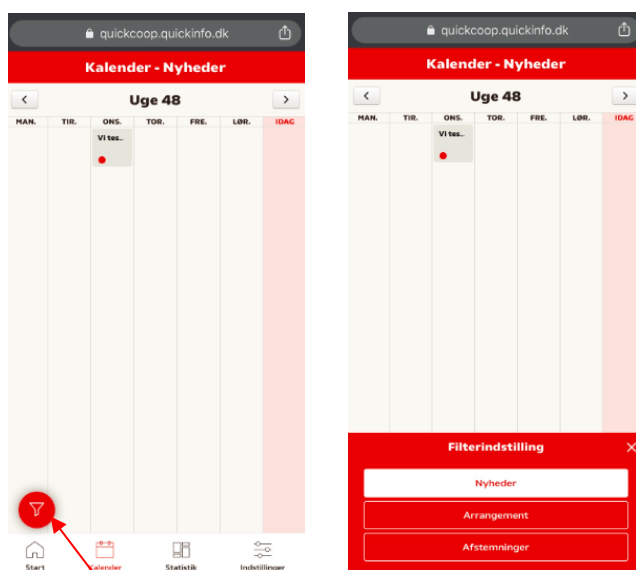 quickcoop.quickinfo.dk
Kalender - Nyheder
Uge 48
MAN. TIR. ONS. TOR. FRE. LØR. IDAG
Vi tes..
Start Kalender Statistik Indstillinger
quickcoop.quickinfo.dk
Kalender - Nyheder
Uge 48
MAN. TIR. ONS. TOR. FRE. LØR. IDAG
Vi tes..
Filterindstilling
Nyheder
Arrangement
Afstemninger